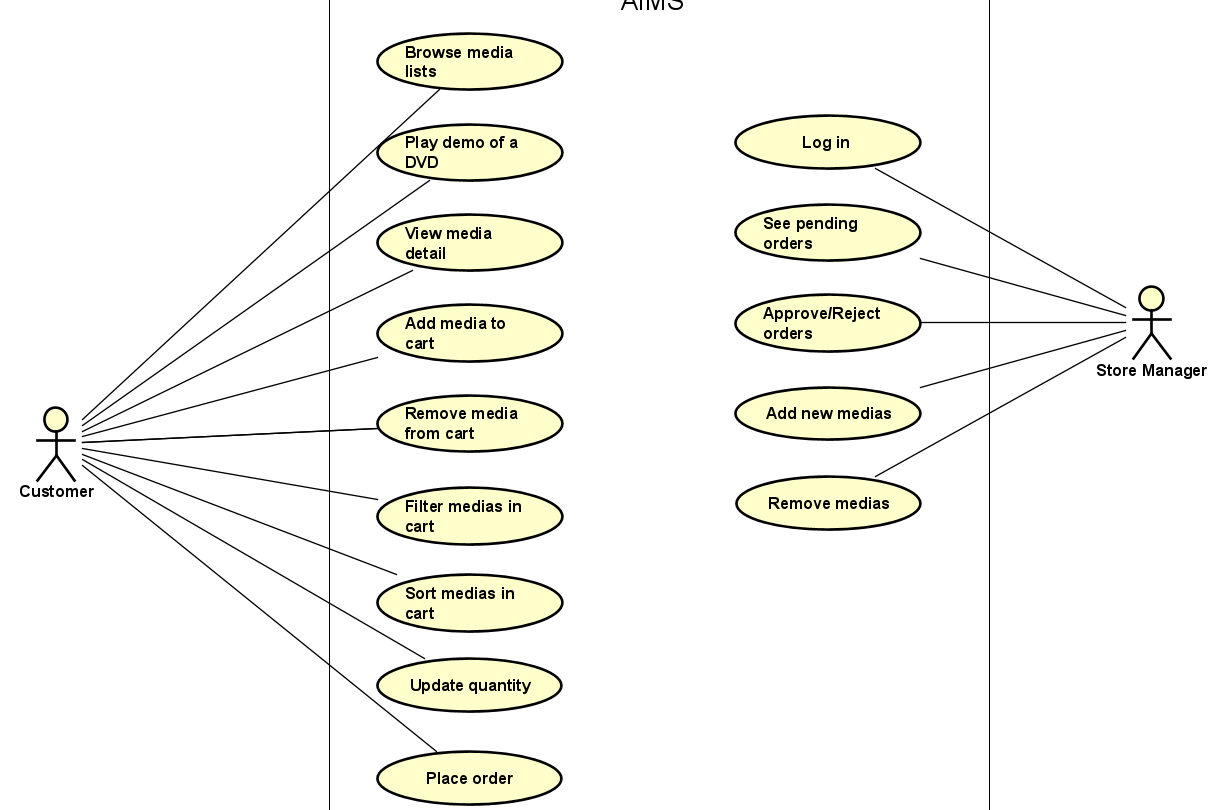 AIMS
Browse media
lists
Play demo of a
DVD
View media
detail
Add media to
cart
Remove media
from cart
Filter medias in
cart
Sort medias in
cart
Update quantity
Place order
Log in
See pending
orders
Approve/Reject
orders
Add new medias
Remove medias
Customer
Store Manager